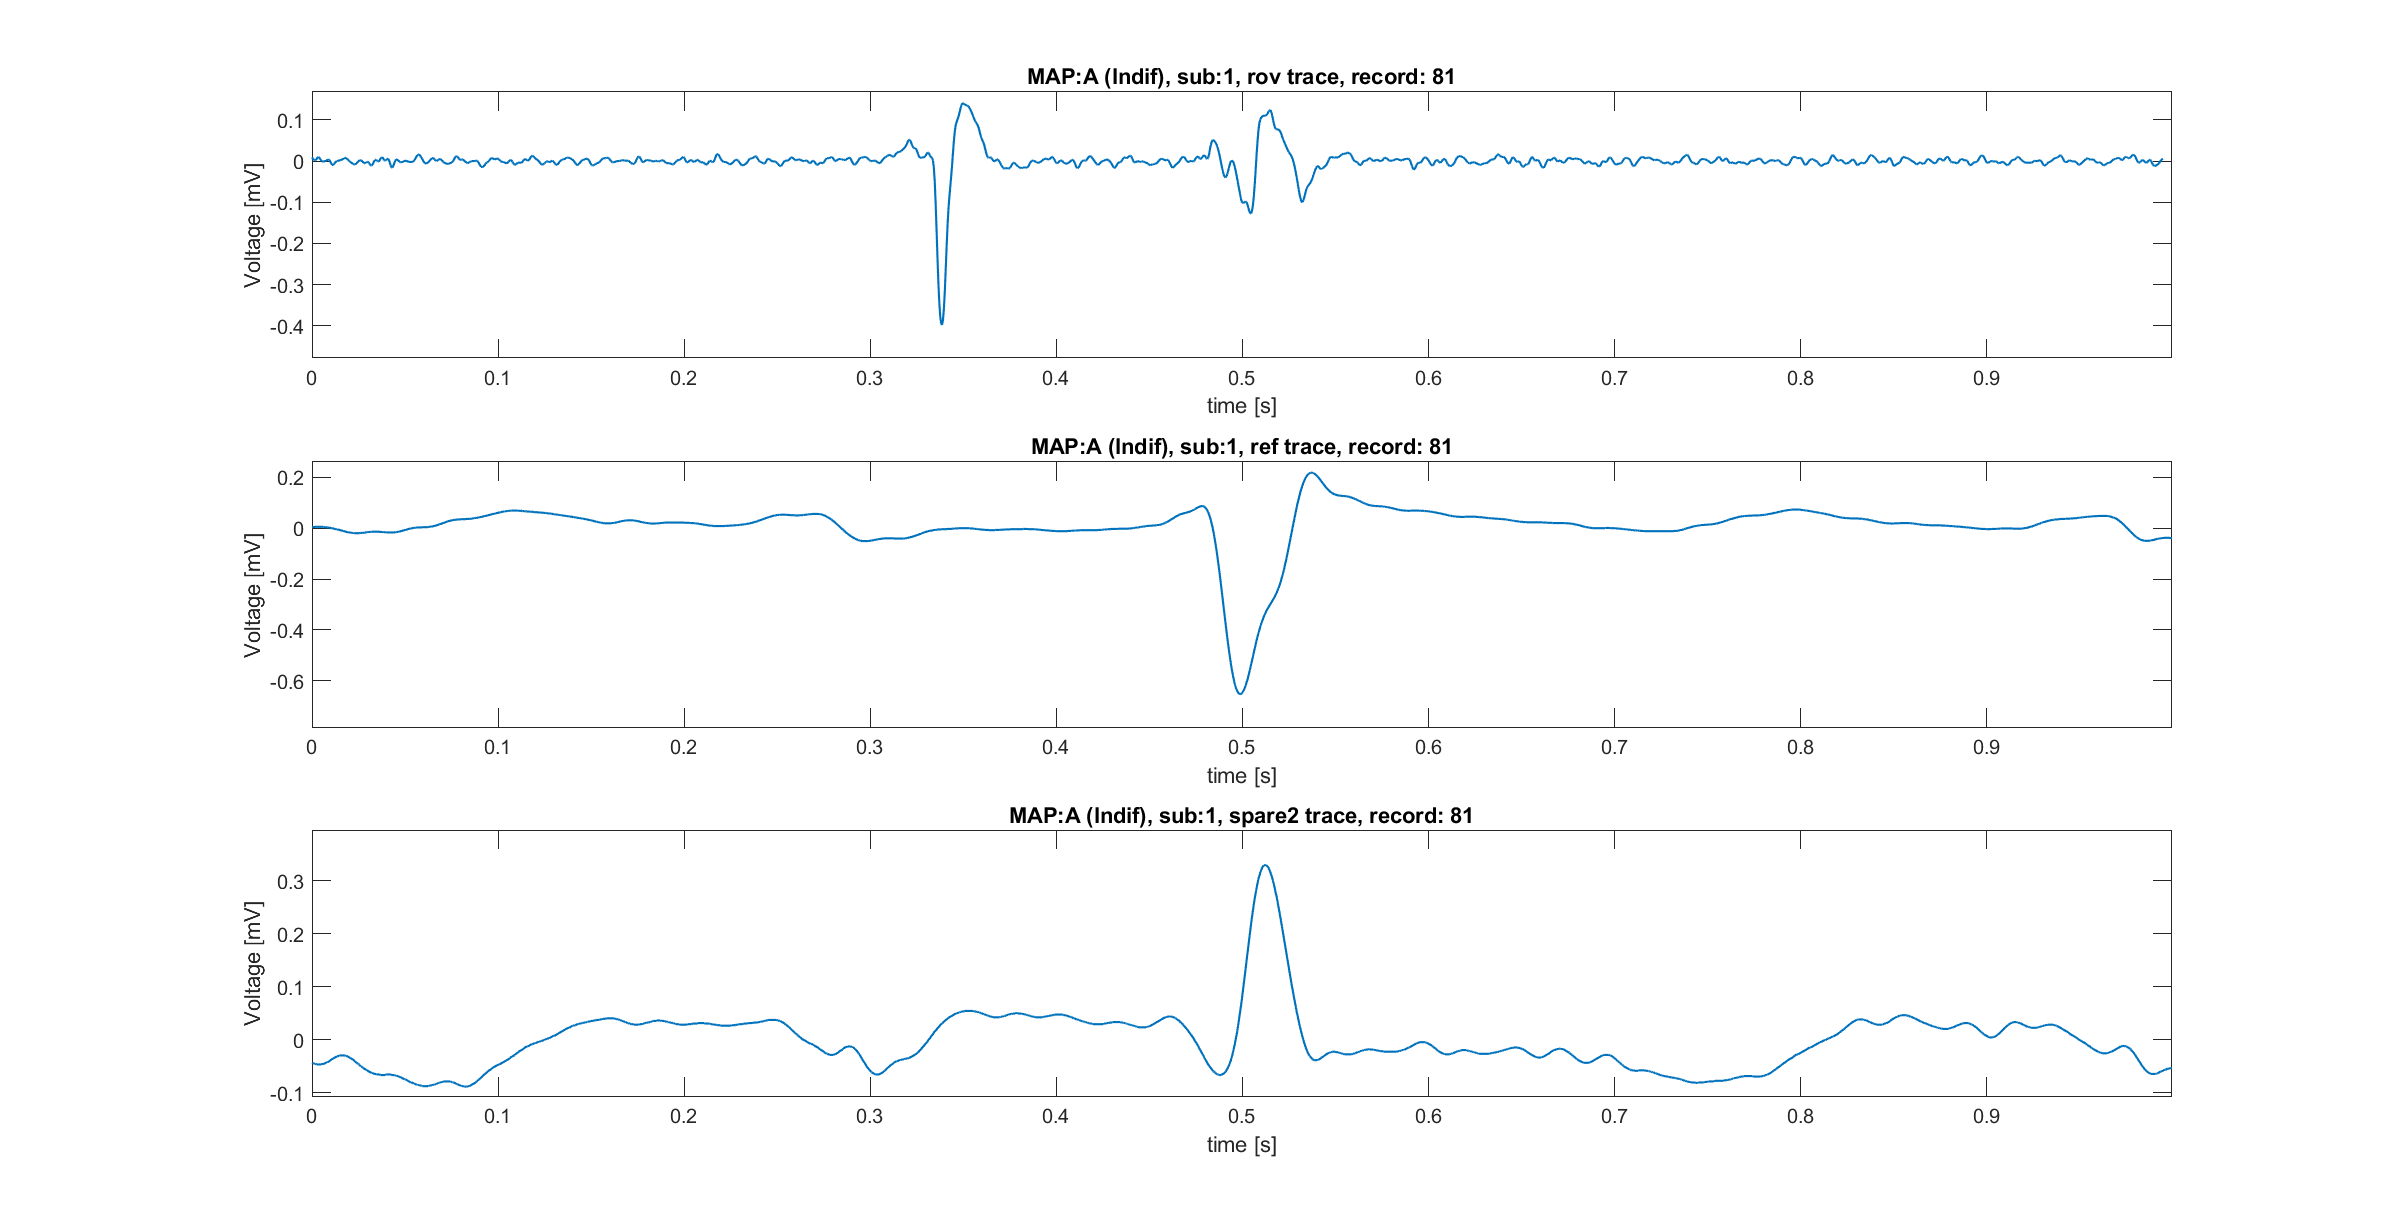 MAP:A (Indif), sub:1, rov trace, record: 81
0.1
0
-0.1
-0.2
-0.3
-0.4
Voltage [mV]
0 0.1 0.2 0.3 0.4 0.5 0.6 0.7 0.8 0.9
time [s]
MAP:A (Indif), sub:1, ref trace, record: 81
0.2
0
-0.2
-0.4
-0.6
Voltage [mV]
0 0.1 0.2 0.3 0.4 0.5 0.6 0.7 0.8 0.9
time [s]
MAP:A (Indif), sub:1, spare2 trace, record: 81
0.3
0.2
0.1
0
-0.1
Voltage [mV]
0 0.1 0.2 0.3 0.4 0.5 0.6 0.7 0.8 0.9
time [s]